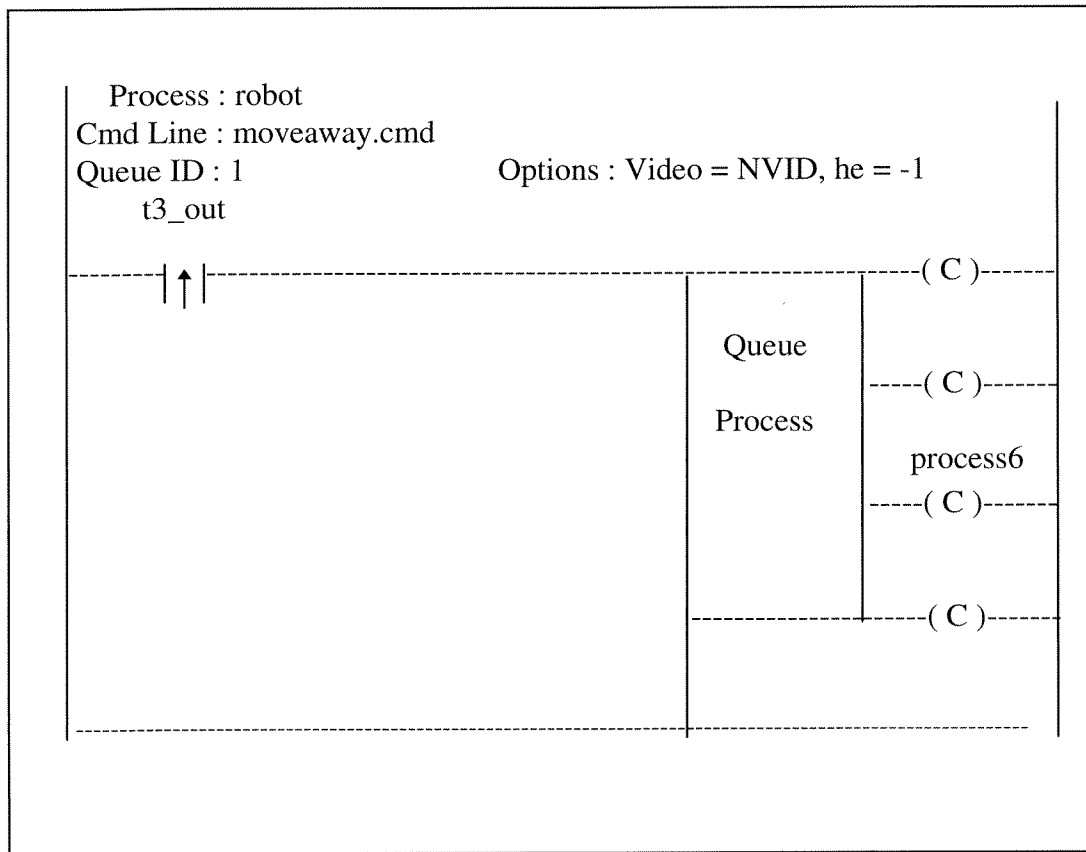 Process : robot
Cmd Line : moveaway.cmd
Queue ID : 1
Options : Video = NVID, he = -1
t3_out
( C )
Queue
( C )
Process
process6
( C )
( C )